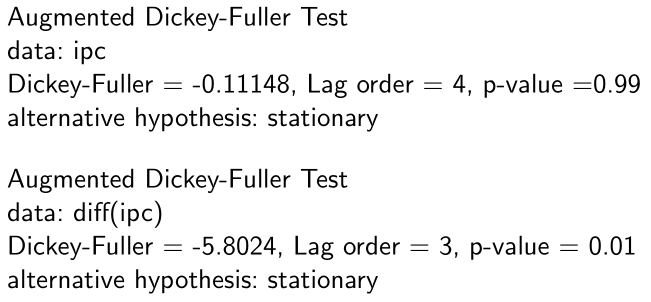 Augmented Dickey-Fuller Test
data: ipc
Dickey-Fuller = -0.11148, Lag order = 4, p-value =0.99
alternative hypothesis: stationary
Augmented Dickey-Fuller Test
data: diff(ipc)
Dickey-Fuller = -5.8024, Lag order = 3, p-value = 0.01
alternative hypothesis: stationary